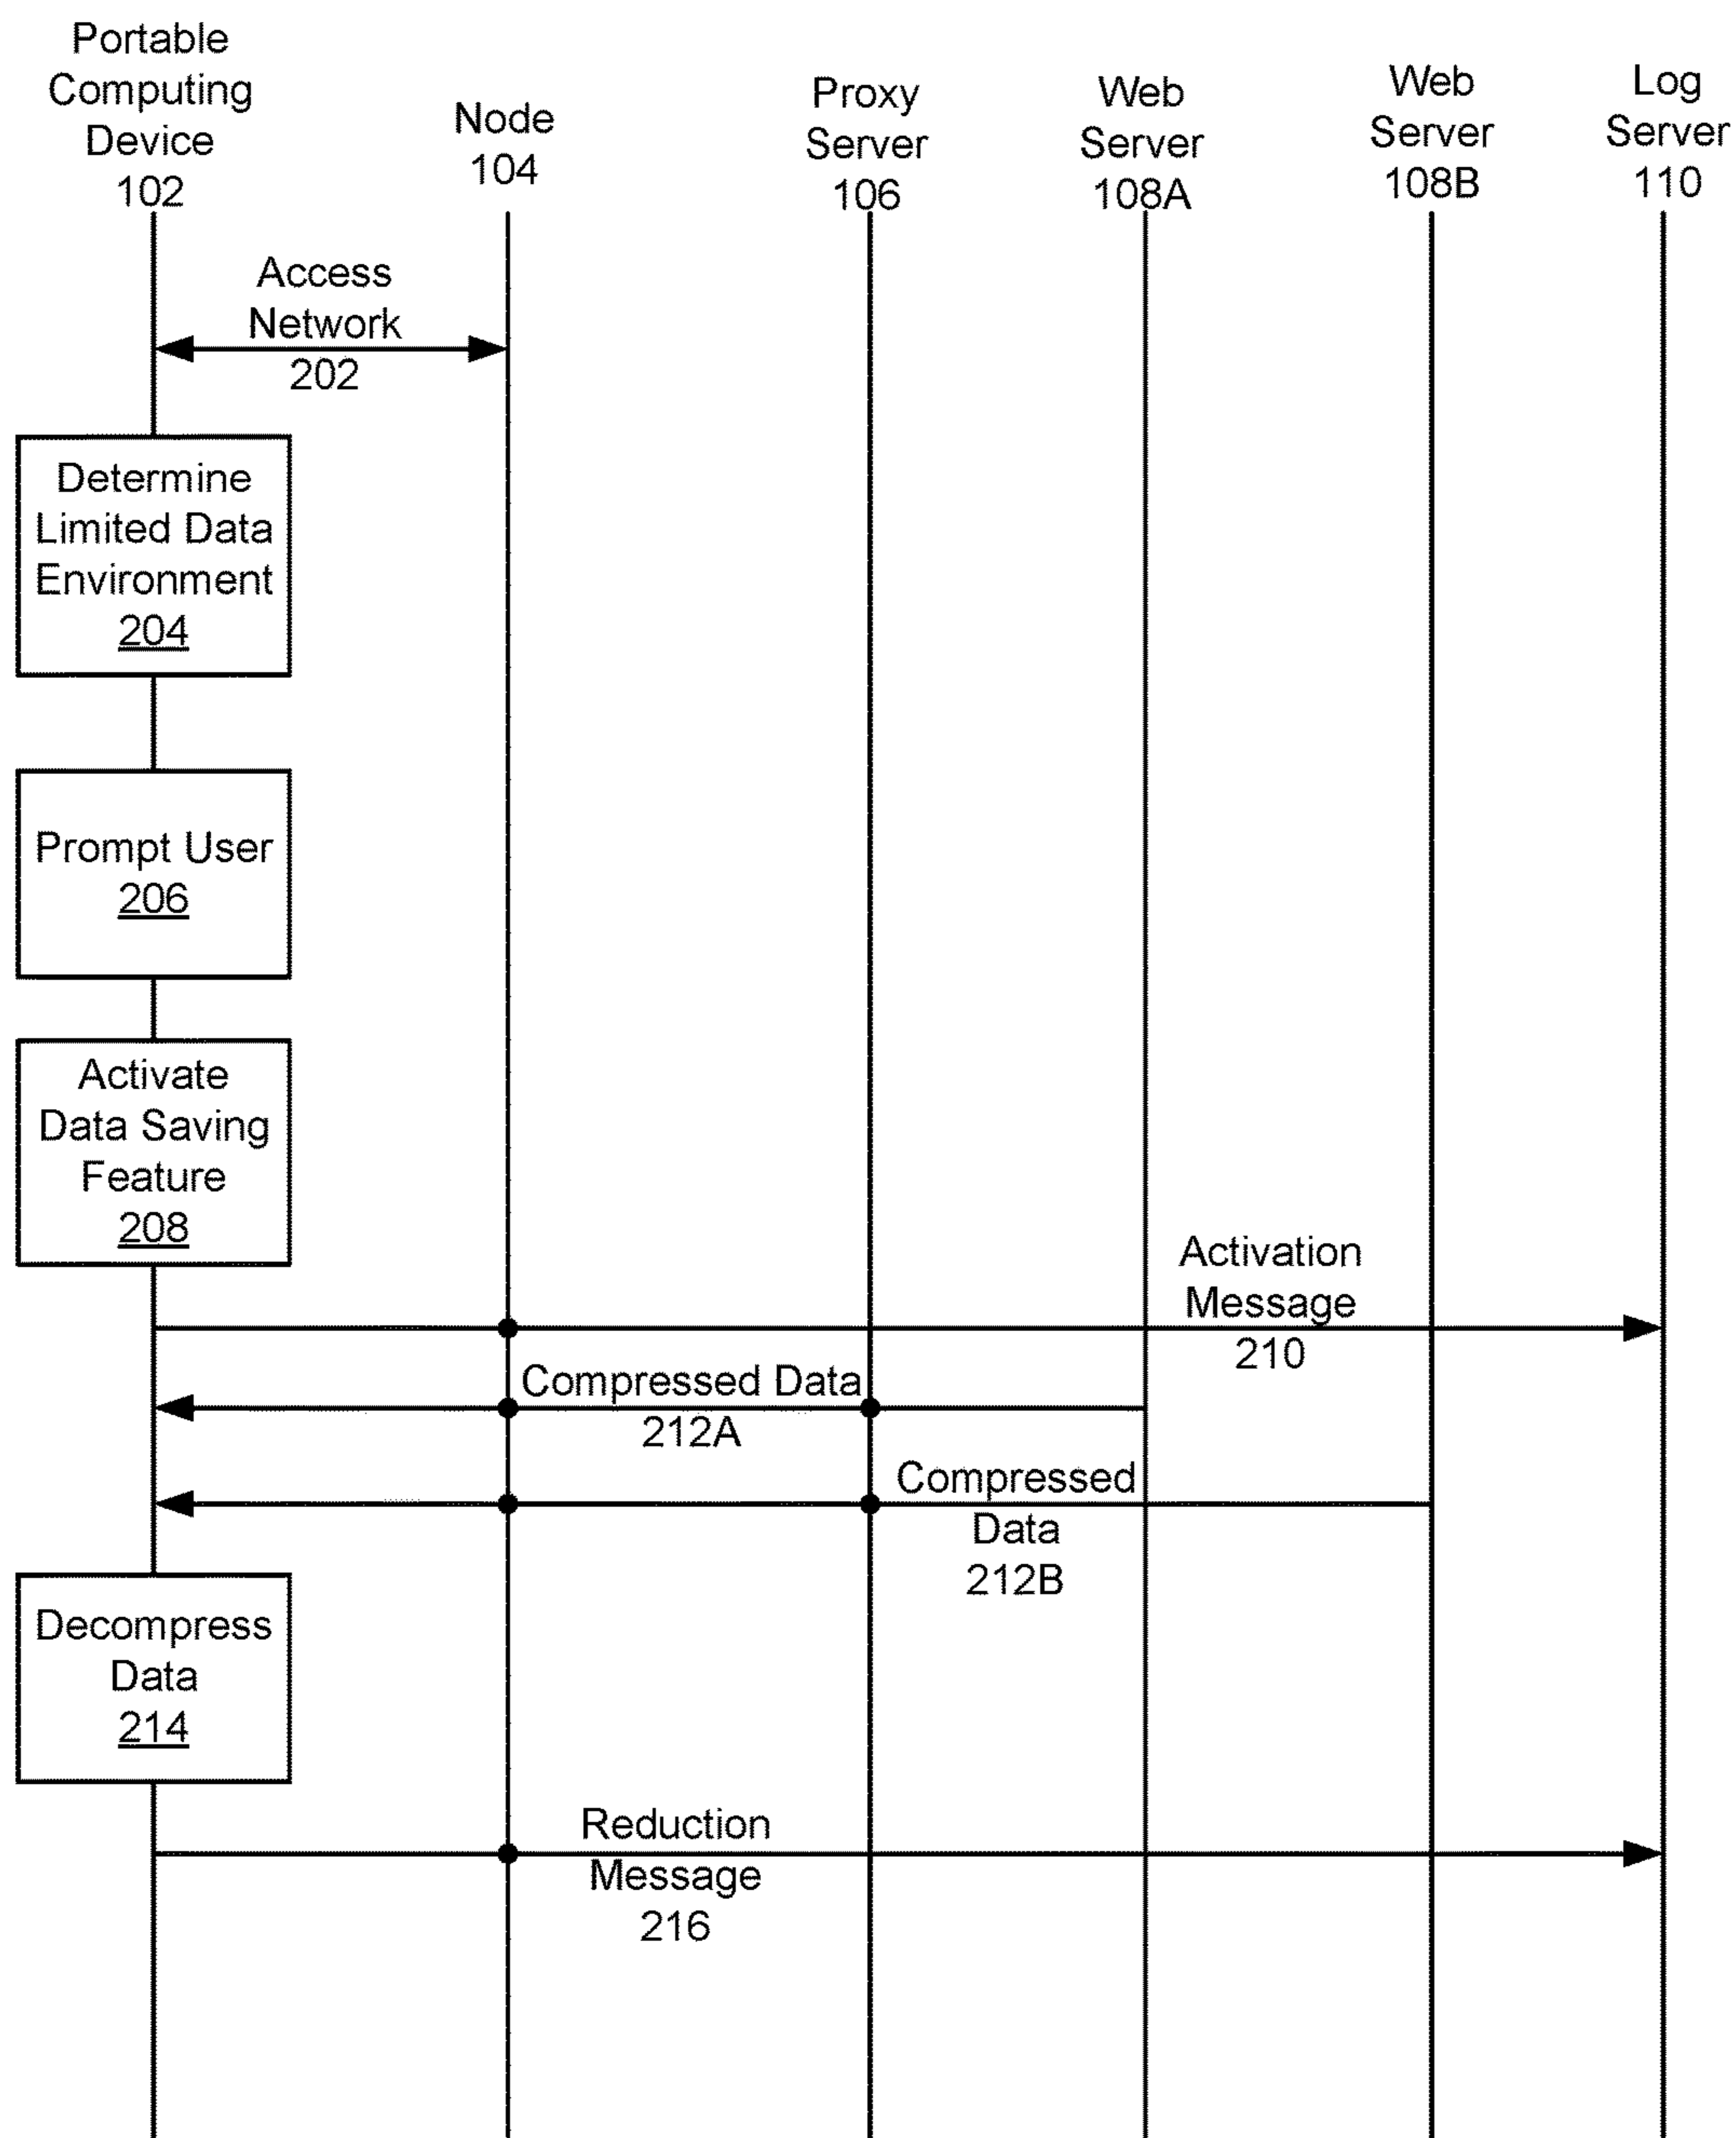 Portable
Computing
Device
102
Node
104
Proxy
Server
106
Web
Server
108A
Web
Server
108B
Log
Server
110
Access
Network
202
Determine
Limited Data
Environment
204
Prompt User
206
Activate
Data Saving
Feature
208
Activation
Message
210
Compressed Data
212A
Compressed
Data
212B
Decompress
Data
214
Reduction
Message
216